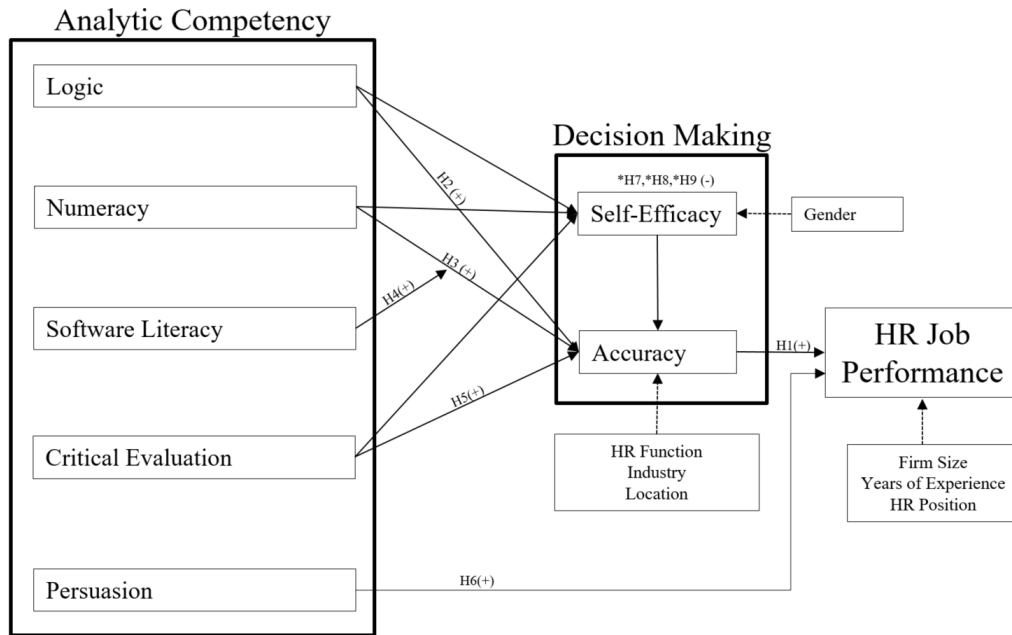 Analytic Competency
Logic
Numeracy
Software Literacy
Critical Evaluation
Persuasion
H2 (+)
H3 (+)
H4(+)
H5(+)
H6(+)
Decision Making
*H7,*H8,*H9 (-)
Self-Efficacy
Accuracy
Gender
HR Function
Industry
Location
H1(+)
HR Job
Performance
Firm Size
Years of Experience
HR Position